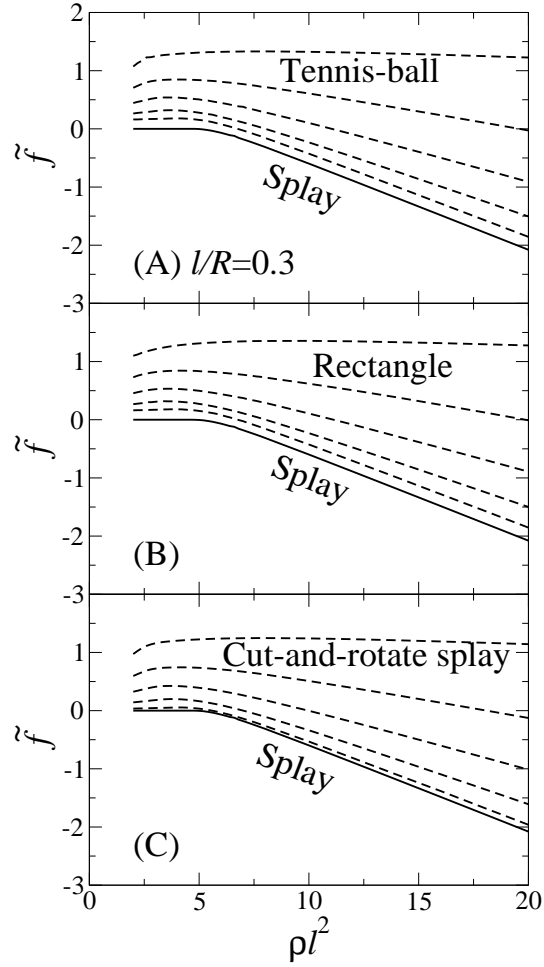 2
1
0
-1
-2
-3
f̃
Tennis-ball
Splay
(A) l/R=0.3
1
0
-1
-2
-3
f̃
Rectangle
Splay
(B)
1
0
-1
-2
-3
f̃
Cut-and-rotate splay
Splay
(C)
0 5 10 15 20
ρl²